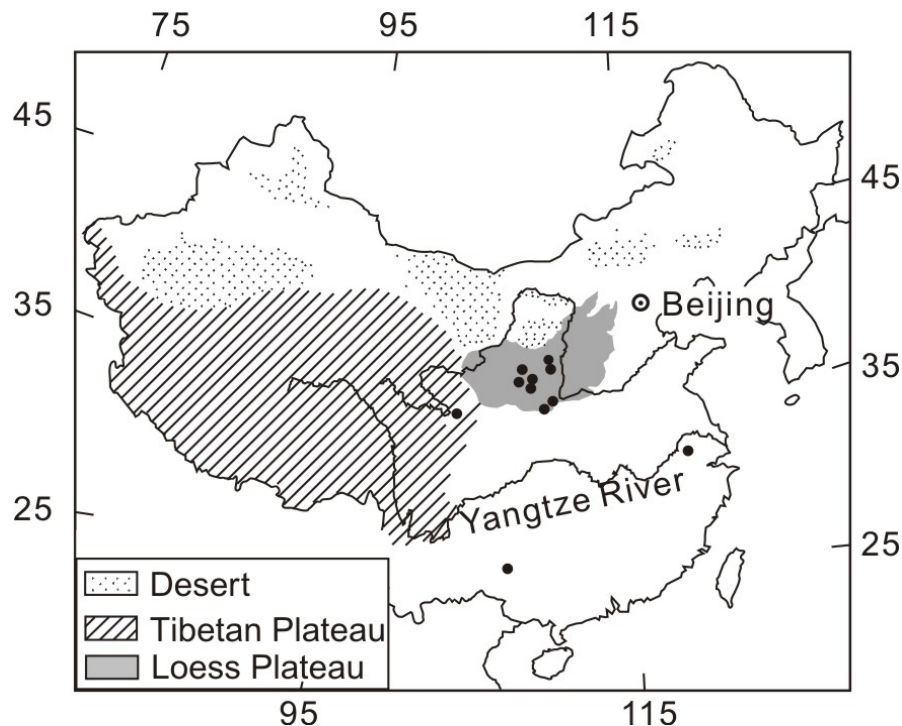 75 95 115
45
45
35
Beijing
35
25
Yangtze River
25
Desert
Tibetan Plateau
Loess Plateau
95 115